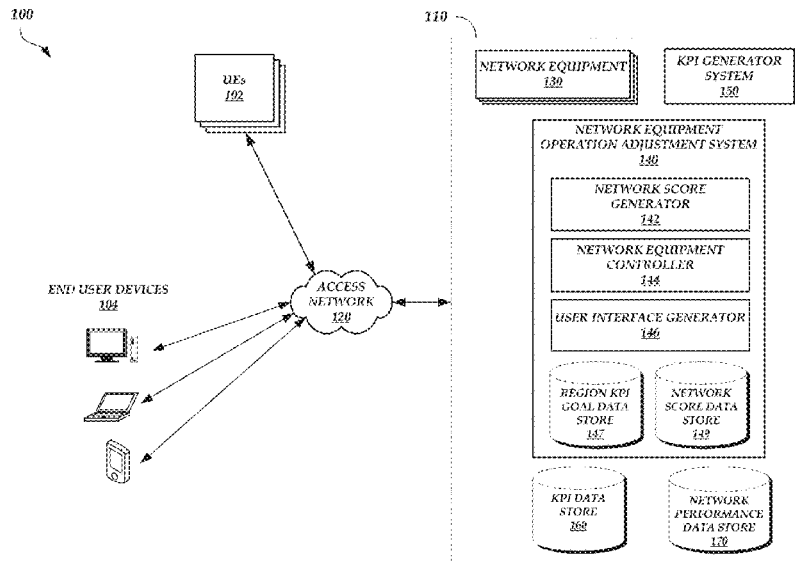 100
110
UEs
102
NETWORK EQUIPMENT
130
KPI GENERATOR
SYSTEM
150
NETWORK EQUIPMENT
OPERATION ADJUSTMENT SYSTEM
140
NETWORK SCORE
GENERATOR
142
NETWORK EQUIPMENT
CONTROLLER
144
USER INTERFACE GENERATOR
146
END USER DEVICES
104
ACCESS
NETWORK
120
REGION KPI
GOAL DATA
STORE
147
NETWORK
SCORE DATA
STORE
149
KPI DATA
STORE
160
NETWORK
PERFORMANCE
DATA STORE
170